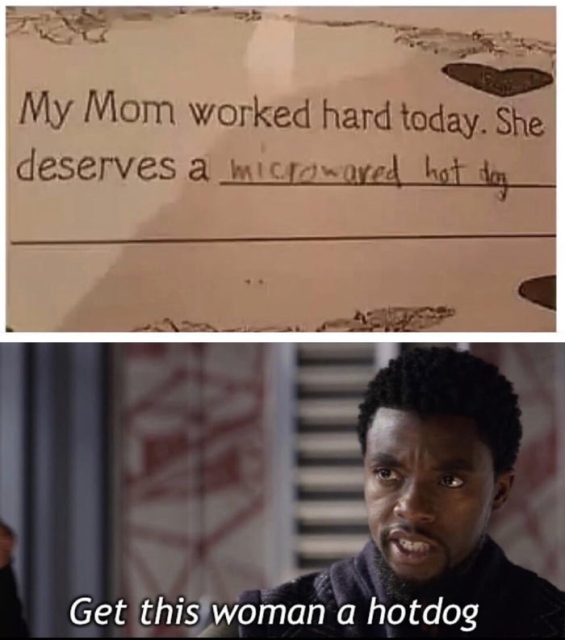 My Mom worked hard today. She
deserves a microwaved hot dog
Get this woman a hotdog